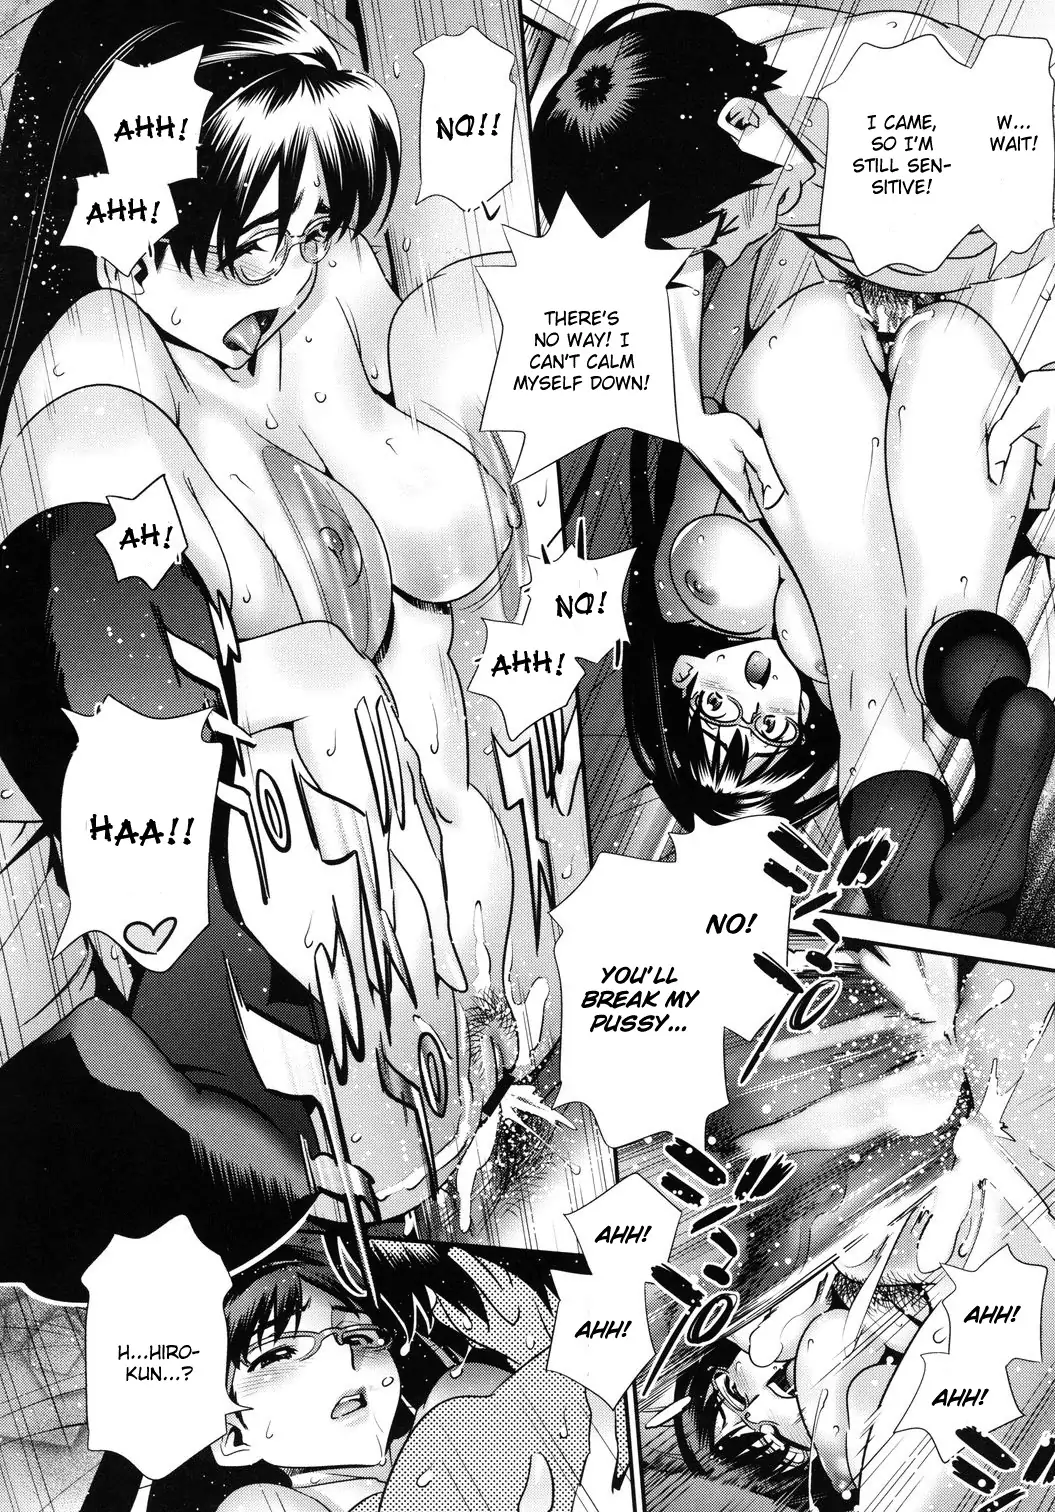 W...
WAIT!
I CAME,
SO I'M
STILL SEN-
SITIVE!
THERE'S
NO WAY! I
CAN'T CALM
MYSELF DOWN!
NO!
YOU'LL
BREAK MY
PUSSY...
AHH!
AHH!
AHH!
AHH!
NO!!
AHH!
AHH!
NO!
AHH!
AH!
HAA!!
H...HIRO-
KUN...?